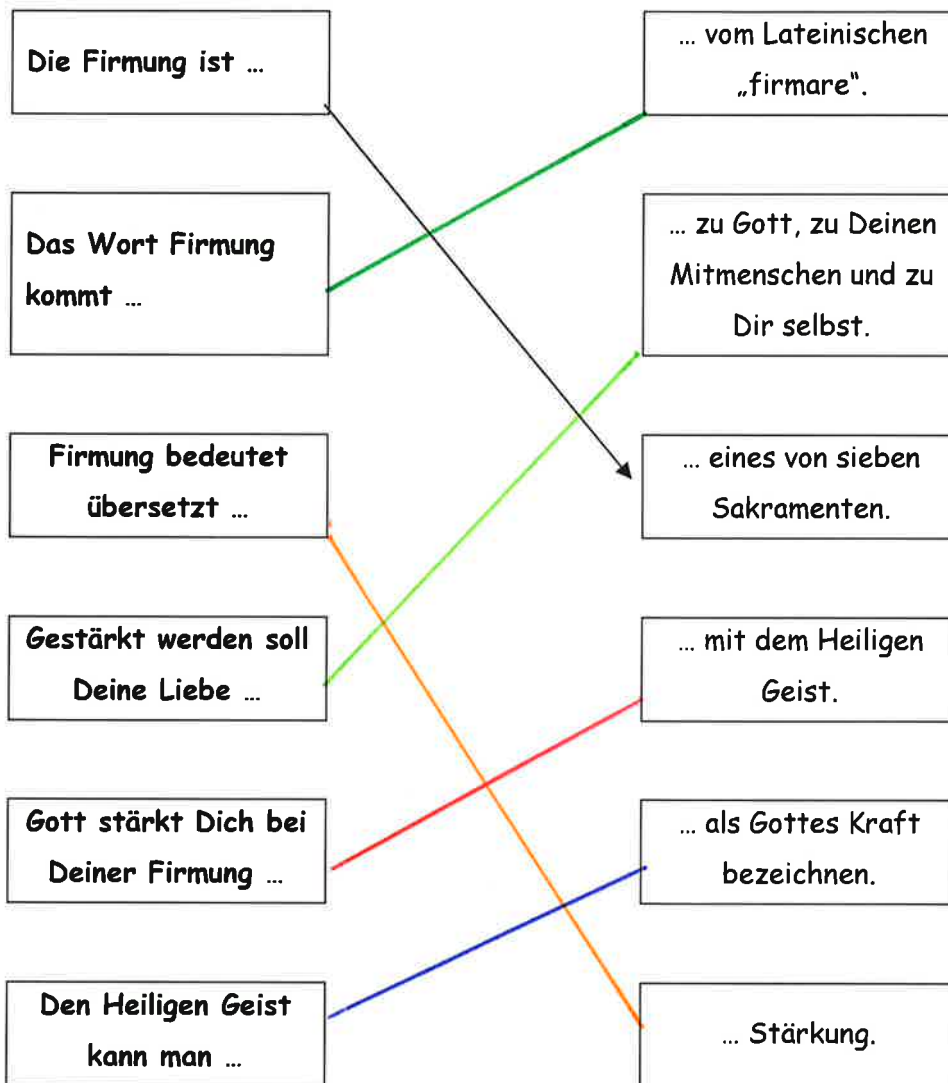 Die Firmung ist …
… vom Lateinischen
„firmare“.
Das Wort Firmung
kommt …
… zu Gott, zu Deinen
Mitmenschen und zu
Dir selbst.
Firmung bedeutet
übersetzt …
… eines von sieben
Sakramenten.
Gestärkt werden soll
Deine Liebe …
… mit dem Heiligen
Geist.
Gott stärkt Dich bei
Deiner Firmung …
… als Gottes Kraft
bezeichnen.
Den Heiligen Geist
kann man …
… Stärkung.